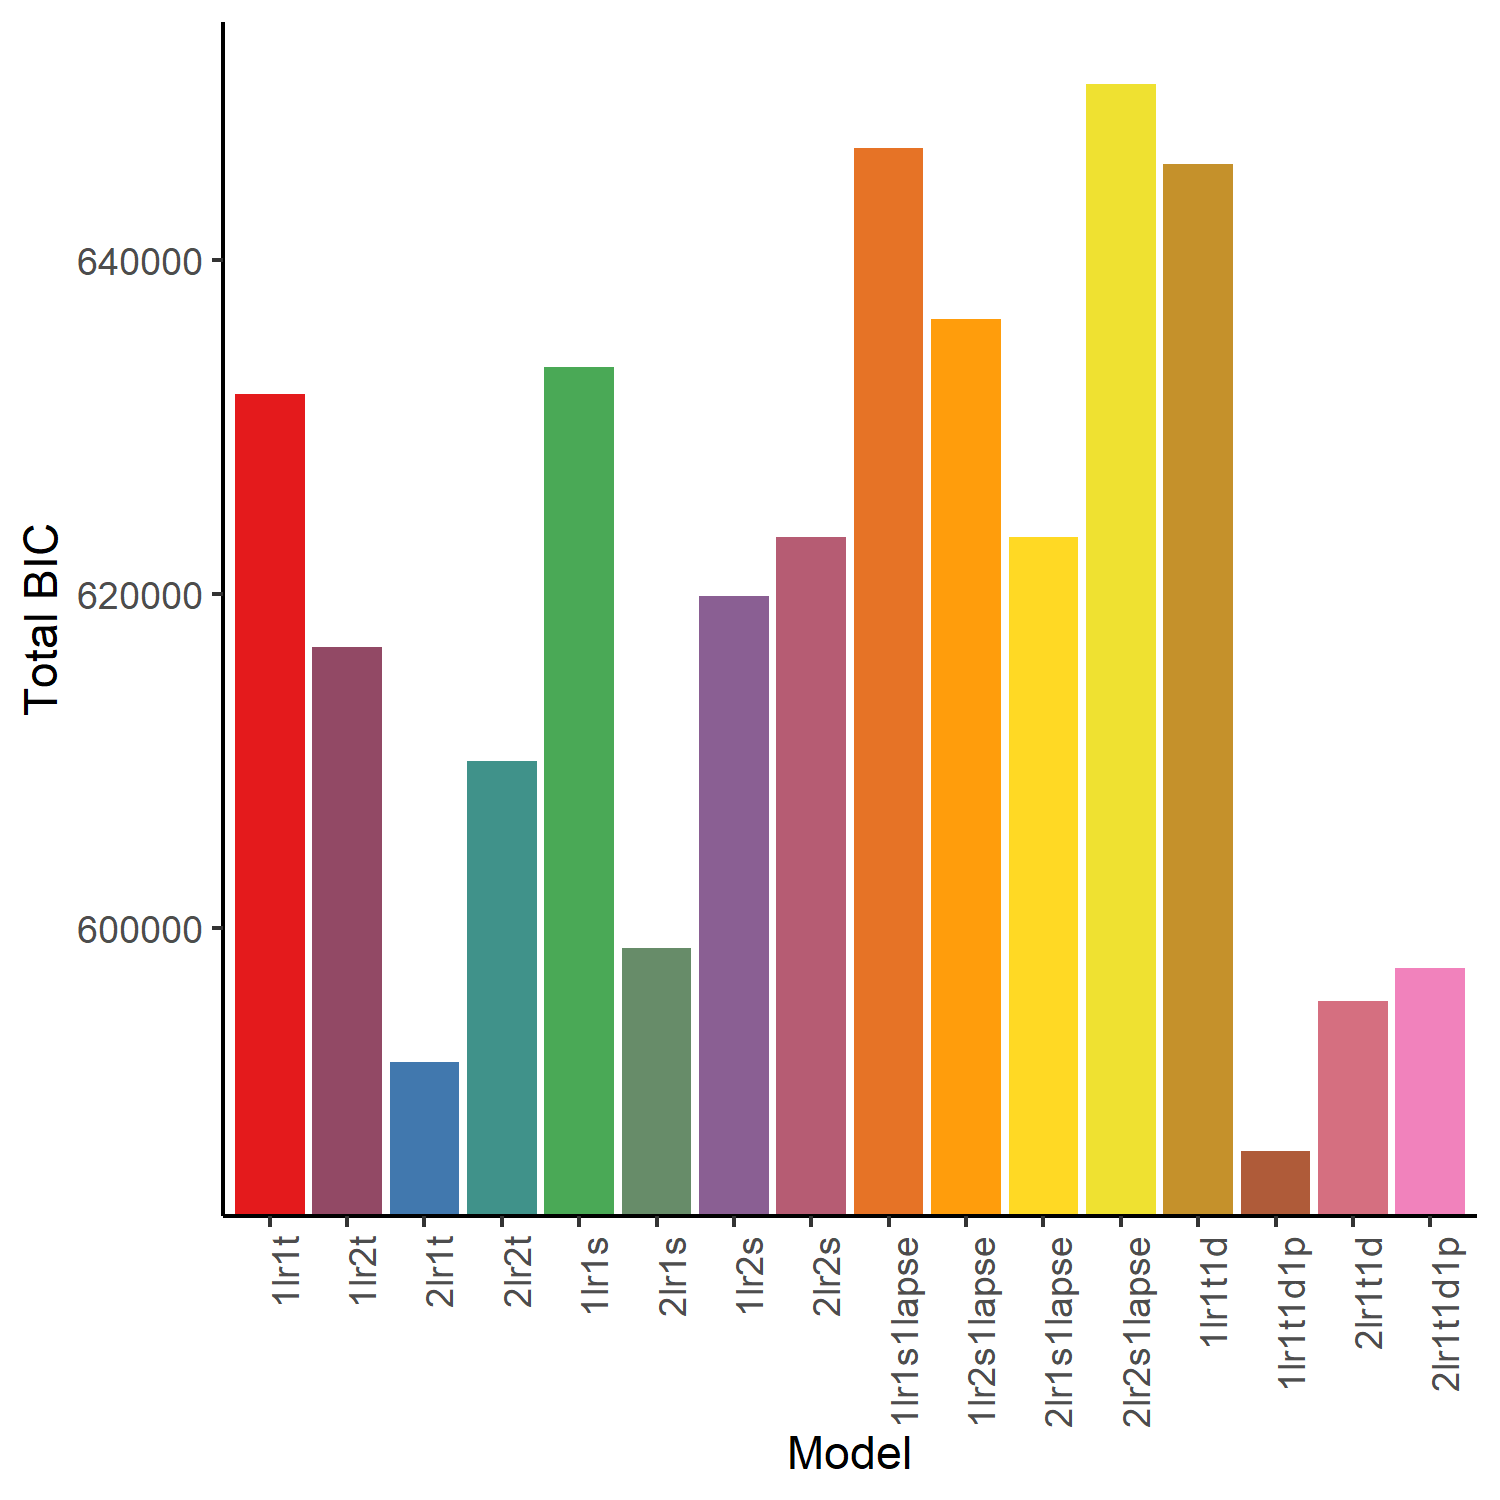 Total BIC
640000
620000
600000
1lr1t
1lr2t
2lr1t
2lr2t
1lr1s
2lr1s
1lr2s
2lr2s
1lr1s1lapse
1lr2s1lapse
2lr1s1lapse
2lr2s1lapse
1lr1t1d
1lr1t1d1p
2lr1t1d
2lr1t1d1p
Model